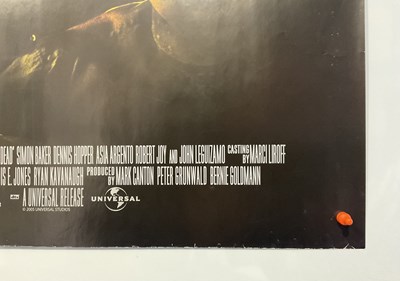 DEAD' SIMON BAKER DENNIS HOPPER ASIA ARGENTO ROBERT JOY AND JOHN LEGUIZAMO CASTING BY MARCI LIROFF
IS E. JONES RYAN KAVANAUGH PRODUCED BY MARK CANTON PETER GRUNWALD BERNIE GOLDMANN
dts A UNIVERSAL RELEASE UNIVERSAL
© 2005 UNIVERSAL STUDIOS